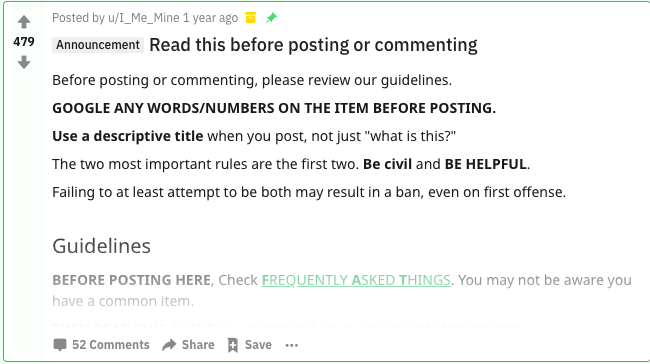 Posted by u/I_Me_Mine 1 year ago
479
Announcement Read this before posting or commenting
Before posting or commenting, please review our guidelines.
GOOGLE ANY WORDS/NUMBERS ON THE ITEM BEFORE POSTING.
Use a descriptive title when you post, not just "what is this?"
The two most important rules are the first two. Be civil and BE HELPFUL.
Failing to at least attempt to be both may result in a ban, even on first offense.
Guidelines
BEFORE POSTING HERE, Check FREQUENTLY ASKED THINGS. You may not be aware you
have a common item.
52 Comments Share Save